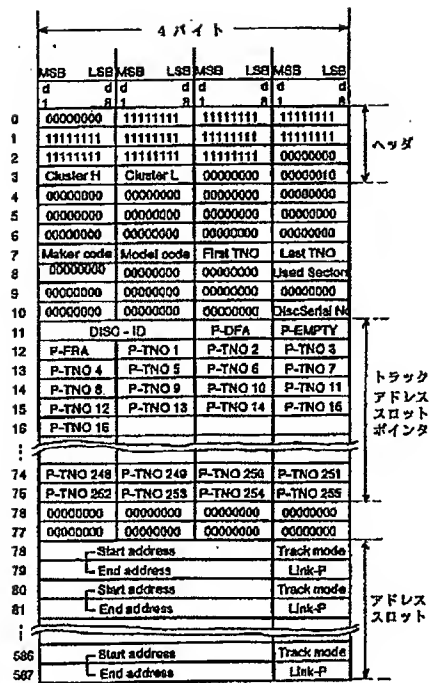 4 バイト
MSB LSB MSB LSB MSB LSB MSB LSB
d d d d d d d d
1 8 1 8 1 8 1 8
0 00000000 11111111 11111111 11111111
1 11111111 11111111 11111111 11111111
2 11111111 11111111 11111111 00000000
ヘッダ
3 Cluster H Cluster L 00000000 00000010
4 00000000 00000000 00000000 00000000
5 00000000 00000000 00000000 00000000
6 00000000 00000000 00000000 00000000
7 Maker code Model code First TNO Last TNO
8 00000000 00000000 00000000 Used Sectors
9 00000000 00000000 00000000 00000000
10 00000000 00000000 00000000 DiscSerial No
11 DISC - ID P-DFA P-EMPTY
12 P-FRA P-TNO 1 P-TNO 2 P-TNO 3
13 P-TNO 4 P-TNO 5 P-TNO 6 P-TNO 7
14 P-TNO 8 P-TNO 9 P-TNO 10 P-TNO 11
15 P-TNO 12 P-TNO 13 P-TNO 14 P-TNO 15
16 P-TNO 16
トラック
アドレス
スロット
ポインタ
74 P-TNO 248 P-TNO 249 P-TNO 250 P-TNO 251
75 P-TNO 252 P-TNO 253 P-TNO 254 P-TNO 255
76 00000000 00000000 00000000 00000000
77 00000000 00000000 00000000 00000000
78 Start address Track mode
79 End address Link-P
80 Start address Track mode
81 End address Link-P
アドレス
スロット
586 Start address Track mode
587 End address Link-P